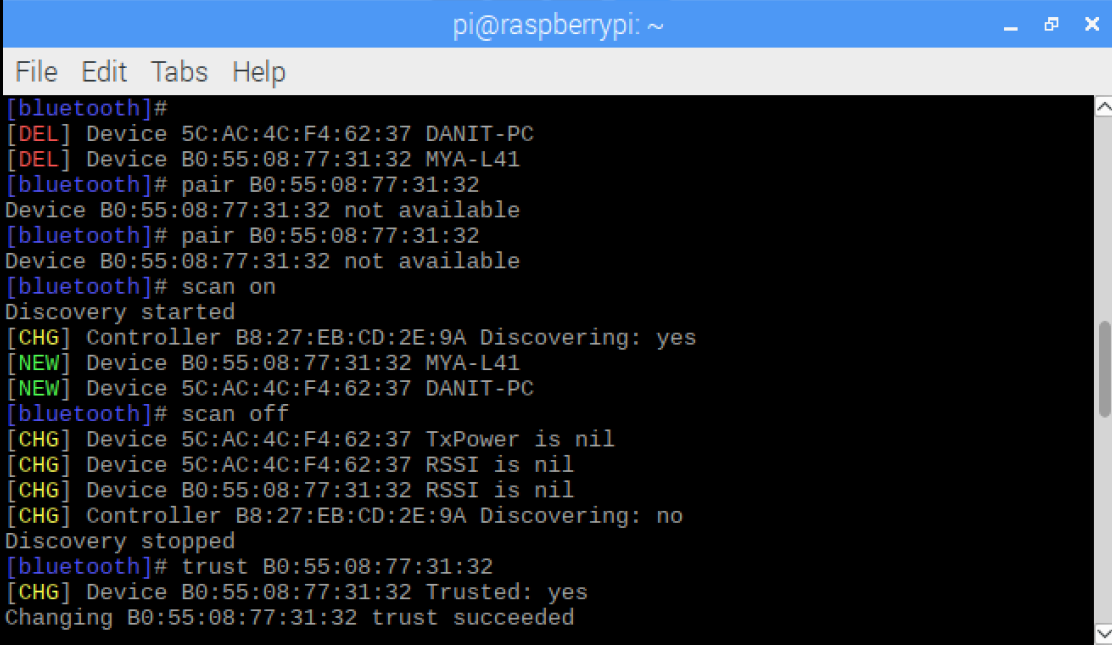 pi@raspberrypi: ~
File Edit Tabs Help
[bluetooth]#
[DEL] Device 5C:AC:4C:F4:62:37 DANIT-PC
[DEL] Device B0:55:08:77:31:32 MYA-L41
[bluetooth]# pair B0:55:08:77:31:32
Device B0:55:08:77:31:32 not available
[bluetooth]# pair B0:55:08:77:31:32
Device B0:55:08:77:31:32 not available
[bluetooth]# scan on
Discovery started
[CHG] Controller B8:27:EB:CD:2E:9A Discovering: yes
[NEW] Device B0:55:08:77:31:32 MYA-L41
[NEW] Device 5C:AC:4C:F4:62:37 DANIT-PC
[bluetooth]# scan off
[CHG] Device 5C:AC:4C:F4:62:37 TxPower is nil
[CHG] Device 5C:AC:4C:F4:62:37 RSSI is nil
[CHG] Device B0:55:08:77:31:32 RSSI is nil
[CHG] Controller B8:27:EB:CD:2E:9A Discovering: no
Discovery stopped
[bluetooth]# trust B0:55:08:77:31:32
[CHG] Device B0:55:08:77:31:32 Trusted: yes
Changing B0:55:08:77:31:32 trust succeeded